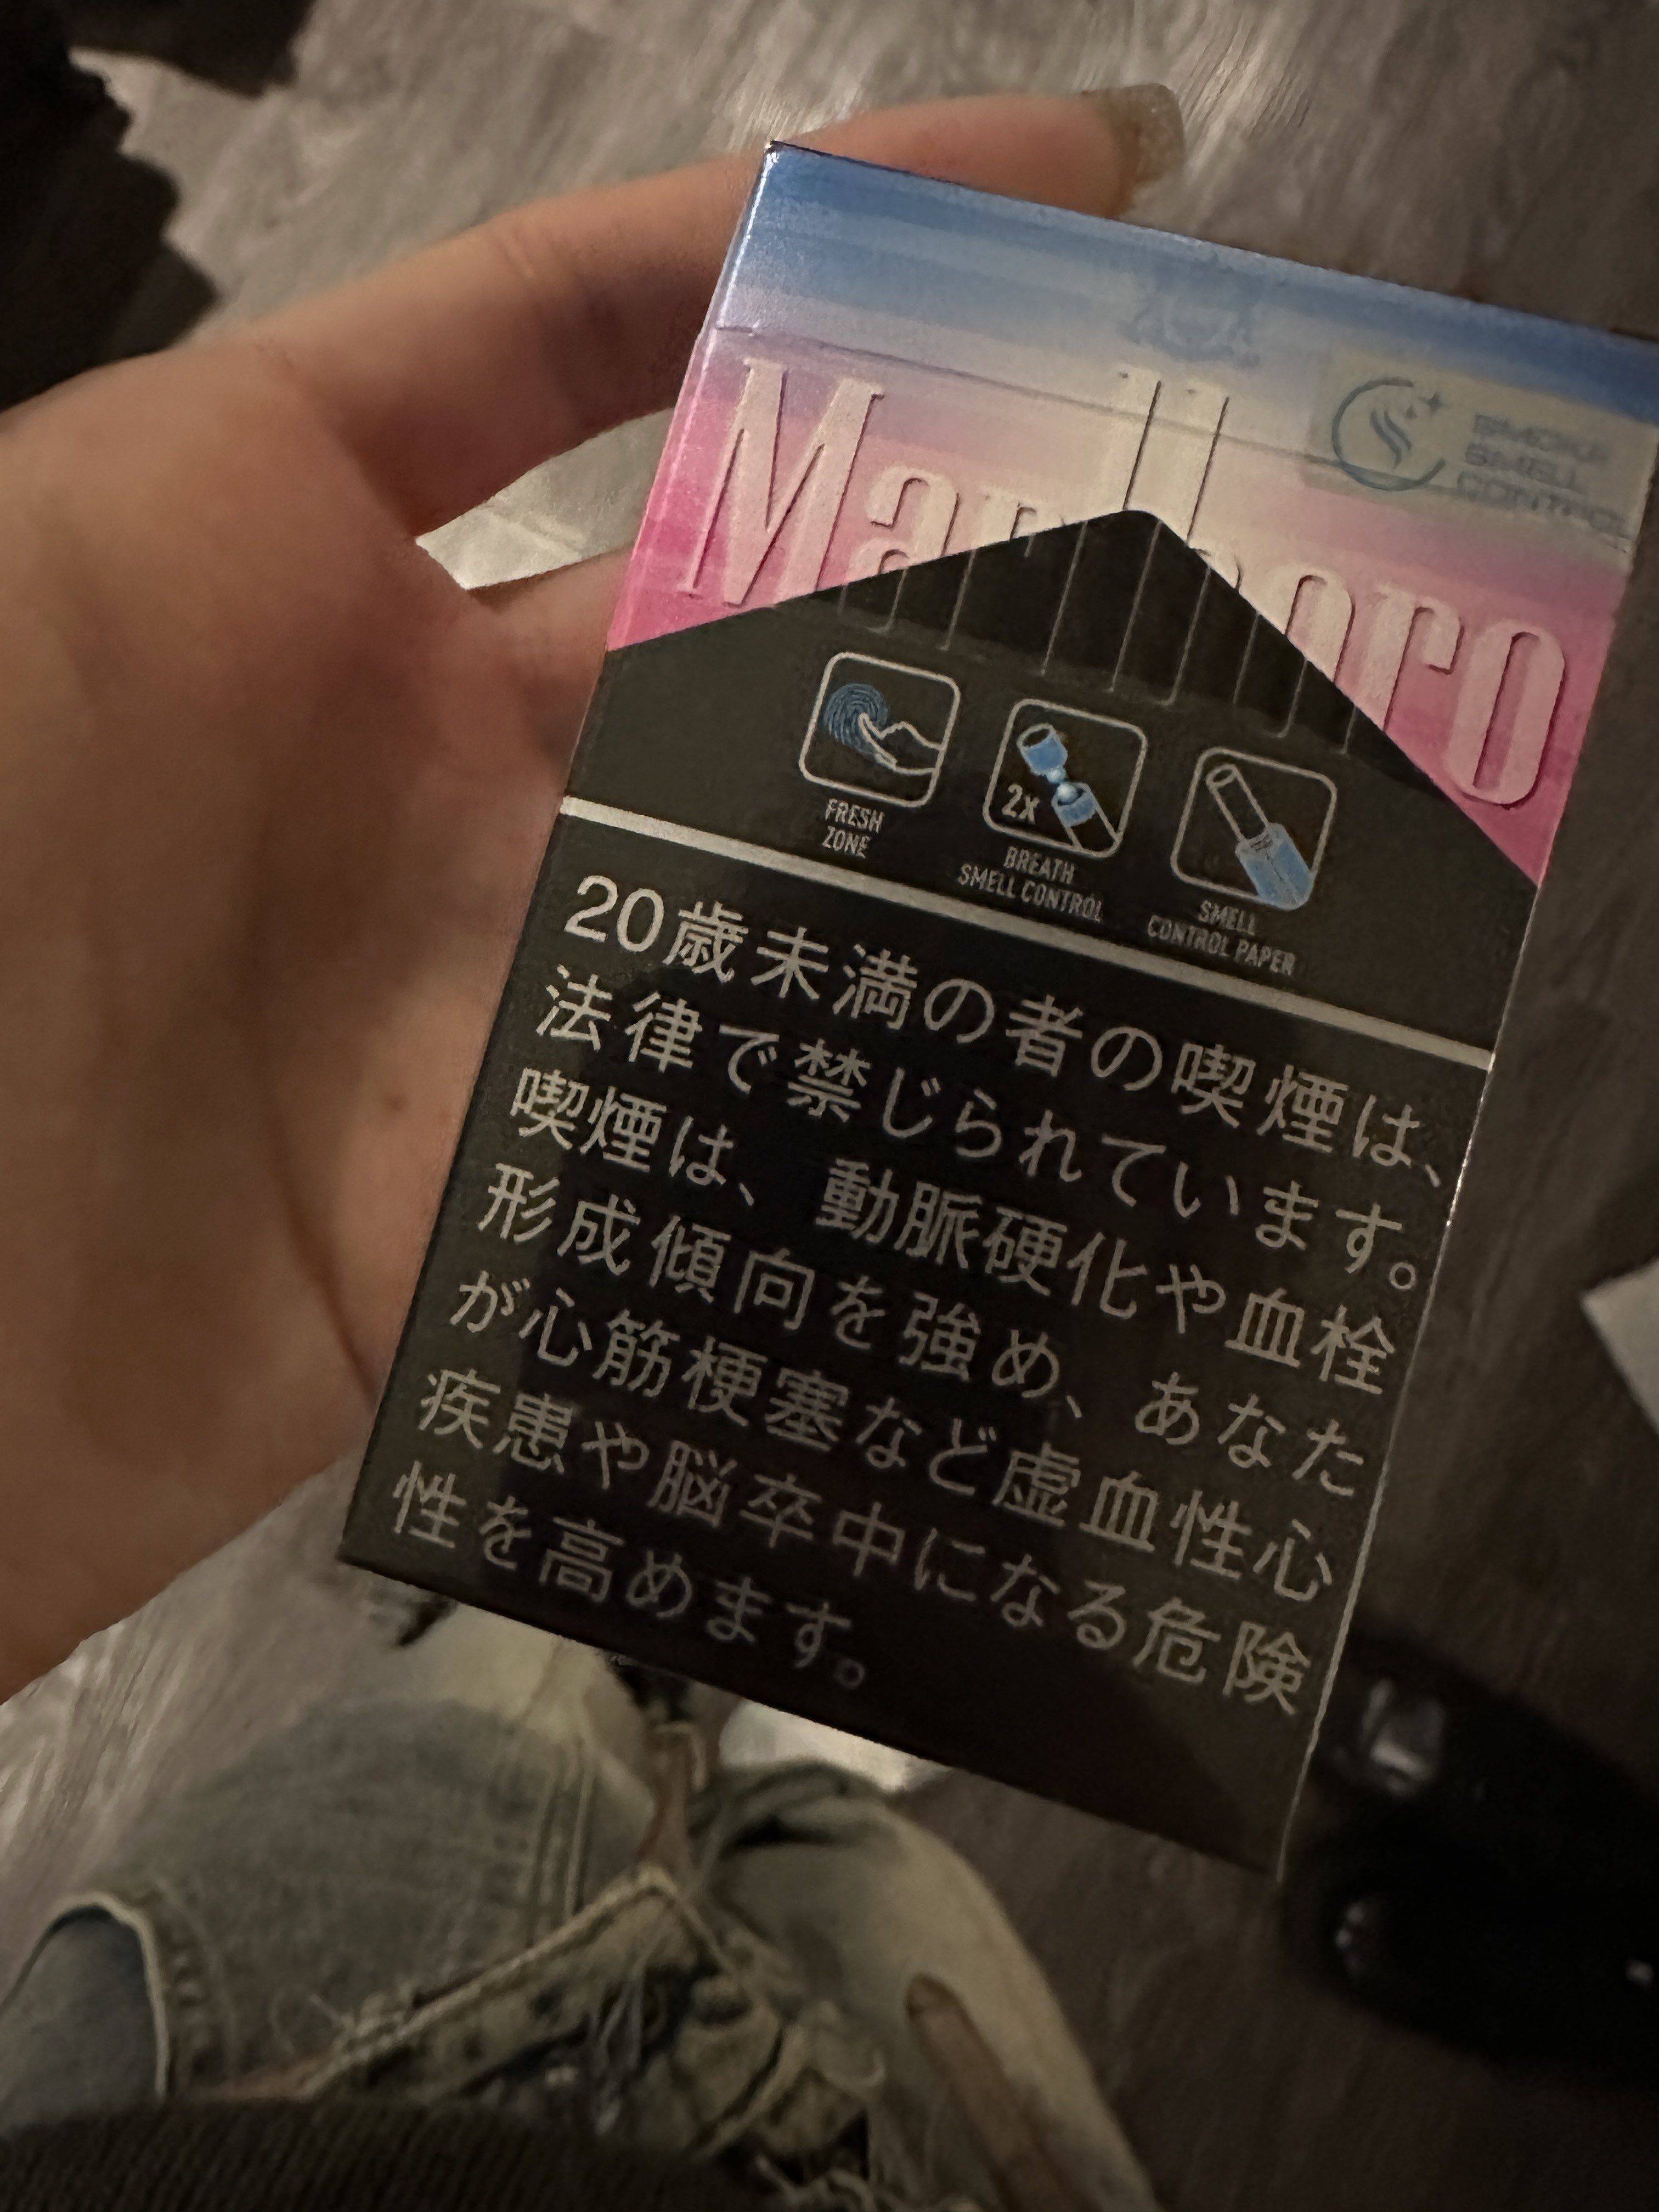 Marlboro
SMOKE
SMELL
CONTROL
FRESH
ZONE
2x
BREATH
SMELL CONTROL
SMELL
CONTROL PAPER
20歳未満の者の喫煙は、
法律で禁じられています。
喫煙は、動脈硬化や血栓
形成傾向を強め、あなた
が心筋梗塞など虚血性心
疾患や脳卒中になる危険
性を高めます。